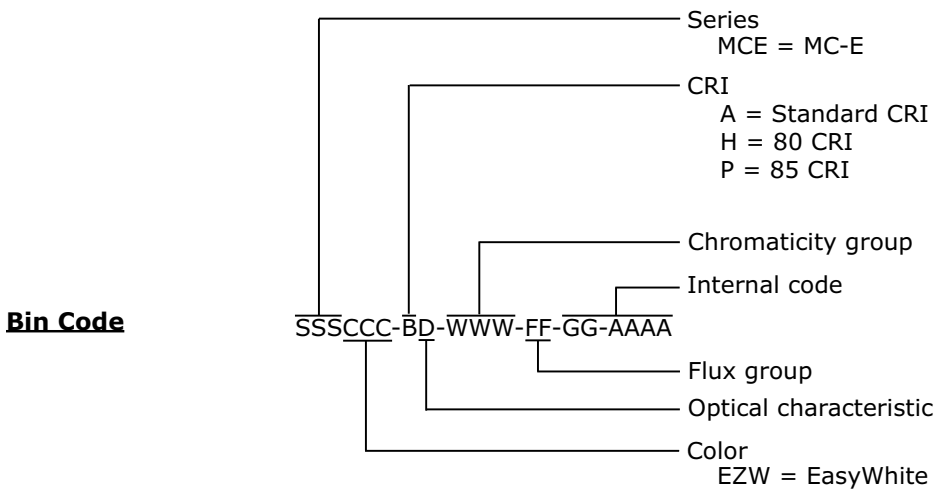 Series
MCE = MC-E
CRI
A = Standard CRI
H = 80 CRI
P = 85 CRI
Chromaticity group
Internal code
Bin Code
SSSCCC-BD-WWW-FF-GG-AAAA
Flux group
Optical characteristic
Color
EZW = EasyWhite